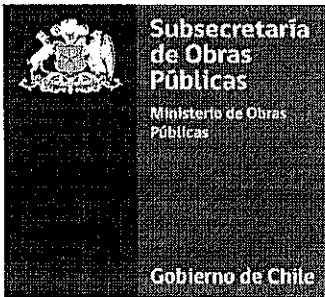 Subsecretaría
de Obras
Públicas
Ministerio de Obras
Públicas
Gobierno de Chile